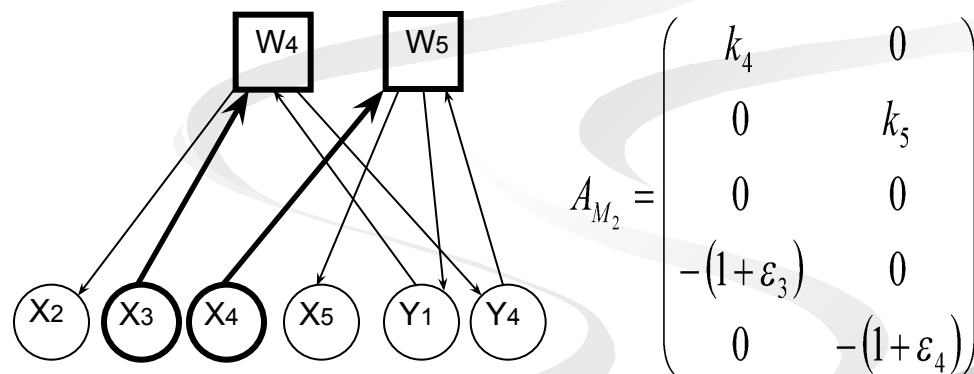 W4 W5
X2 X3 X4 X5 Y1 Y4
A_{M_2} =
k_4 0
0 k_5
0 0
-(1+ε_3) 0
0 -(1+ε_4)